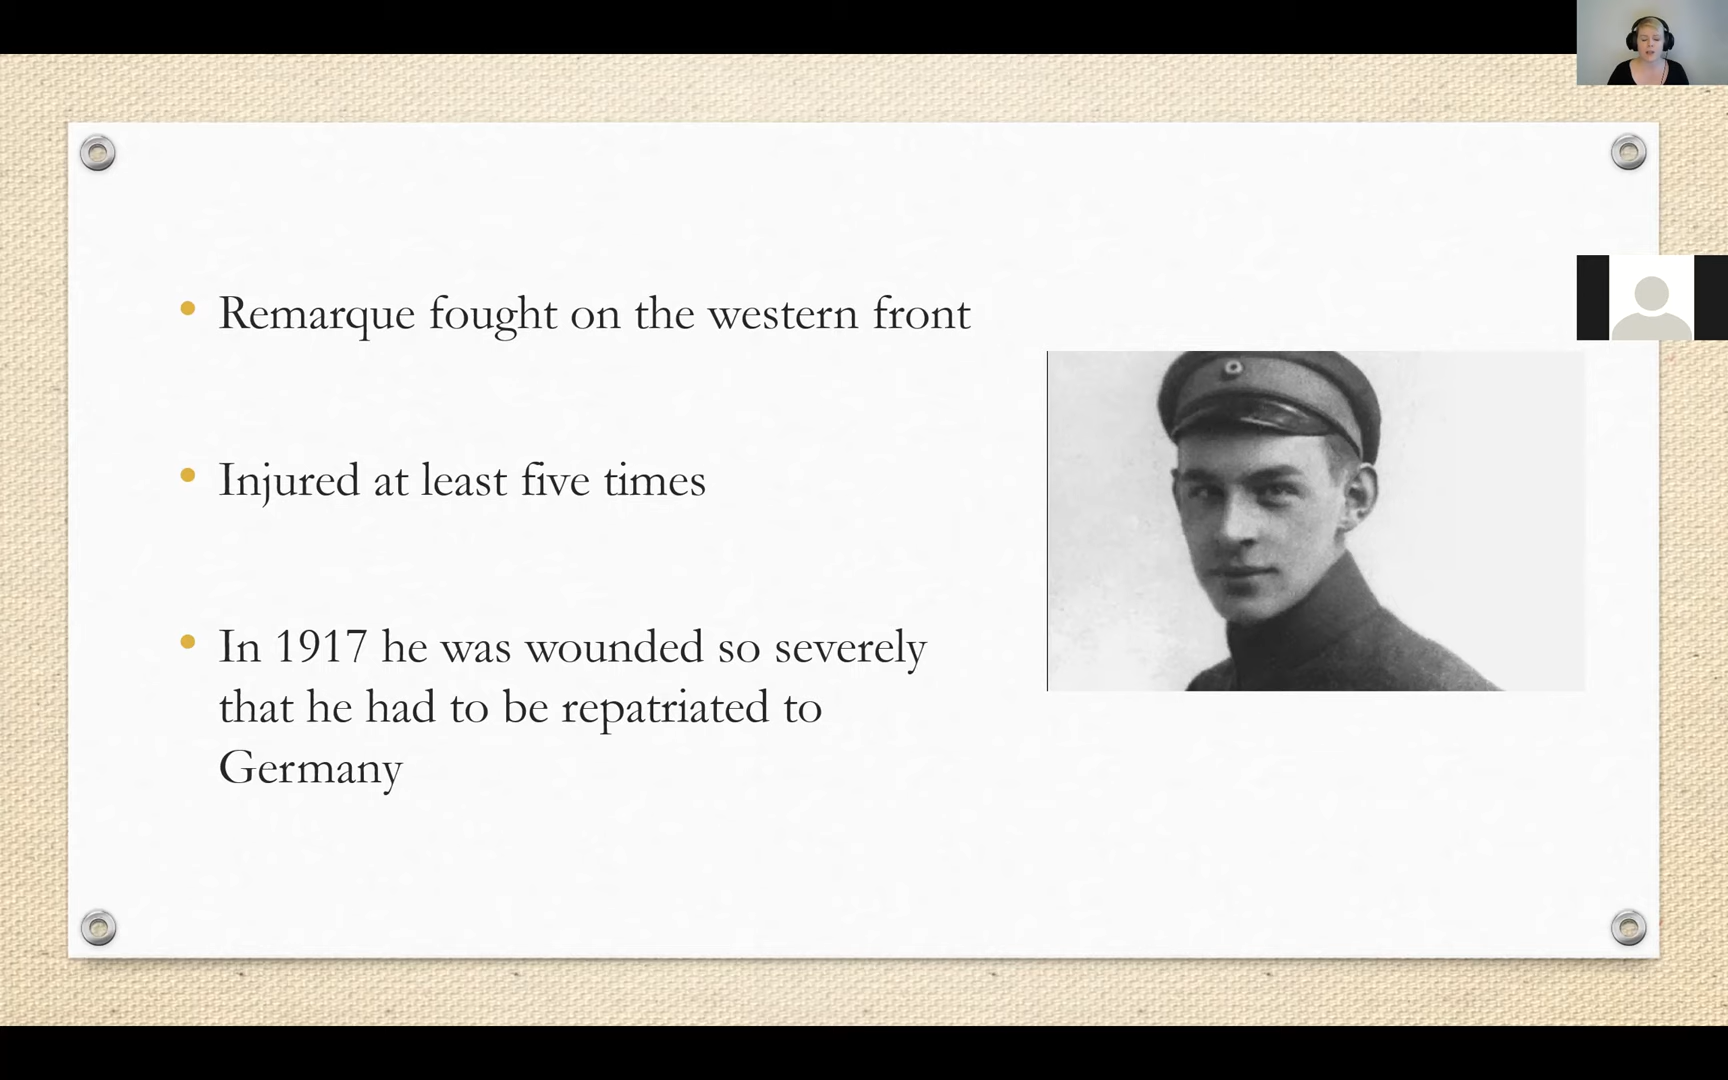 Remarque fought on the western front
Injured at least five times
In 1917 he was wounded so severely
that he had to be repatriated to
Germany